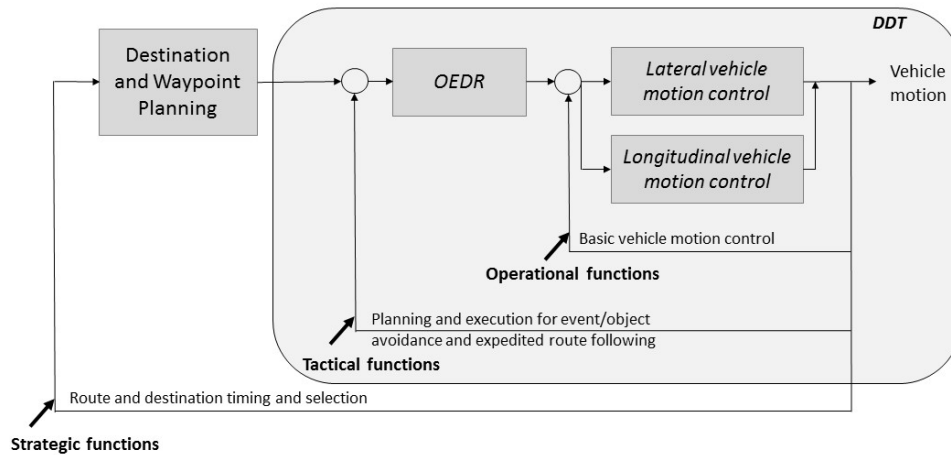 DDT
Destination
and Waypoint
Planning
OEDR
Lateral vehicle
motion control
Vehicle
motion
Longitudinal vehicle
motion control
Basic vehicle motion control
Operational functions
Planning and execution for event/object
avoidance and expedited route following
Tactical functions
Route and destination timing and selection
Strategic functions